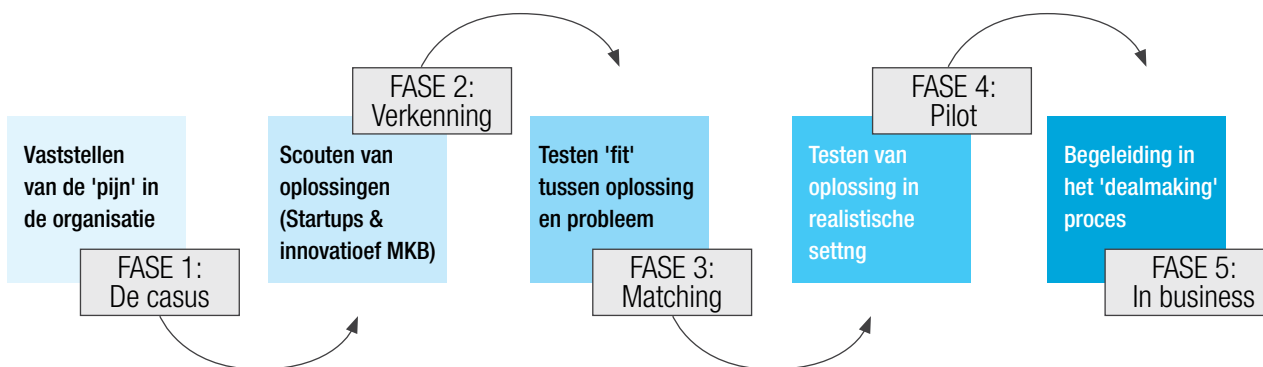 Vaststellen
van de 'pijn' in
de organisatie
FASE 1:
De casus
FASE 2:
Verkenning
Scouten van
oplossingen
(Startups &
innovatief MKB)
Testen 'fit'
tussen oplossing
en probleem
FASE 3:
Matching
FASE 4:
Pilot
Testen van
oplossing in
realistische
settng
Begeleiding in
het 'dealmaking'
proces
FASE 5:
In business